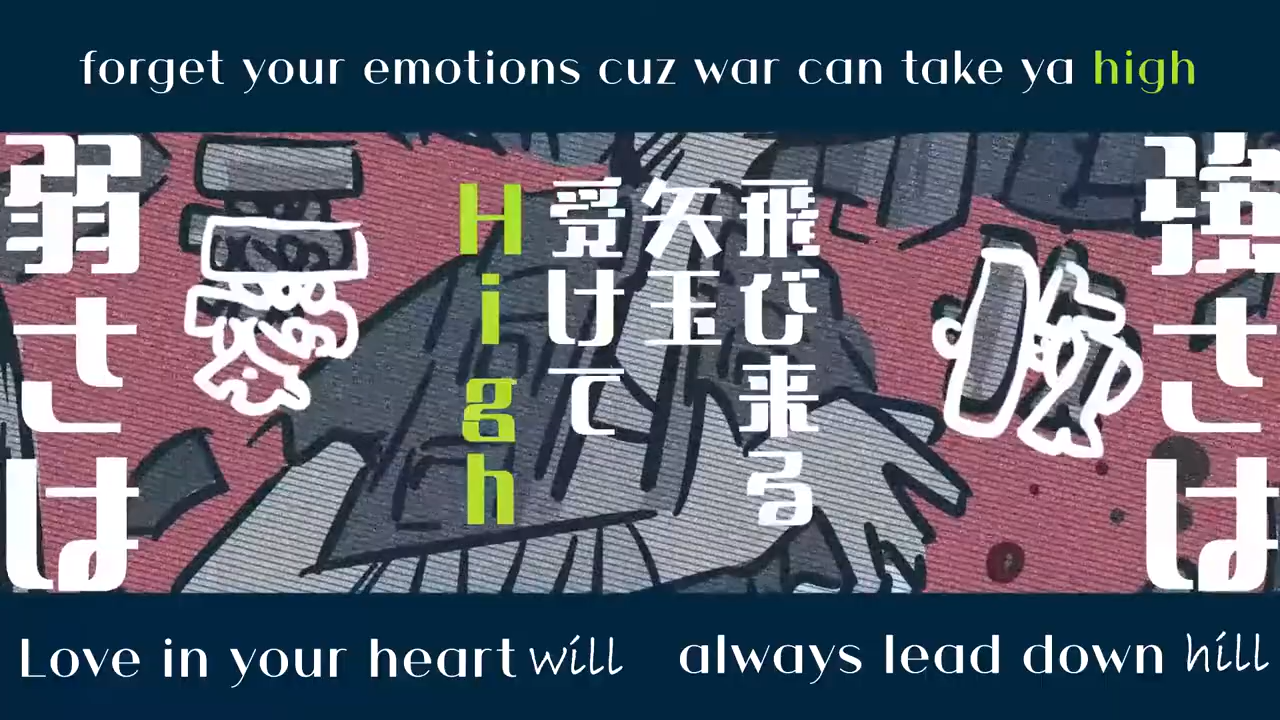 forget your emotions cuz war can take ya high
強さは
飛び来る
矢玉
受けて
High
弱さは
Love in your heart will always lead down hill